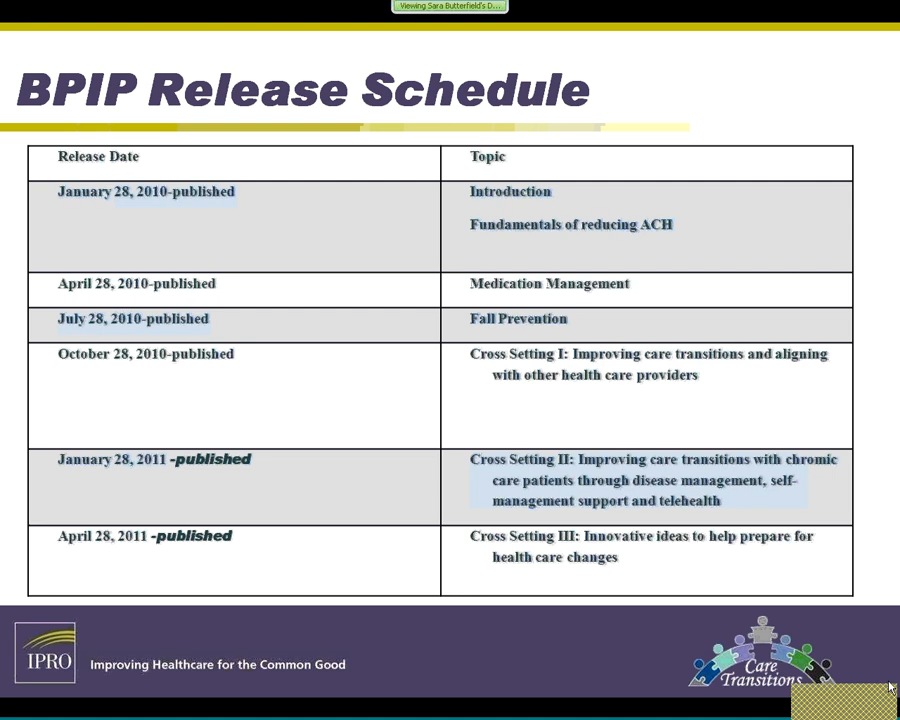 Viewing Sara Butterfield's D...
BPIP Release Schedule
Release Date
Topic
January 28, 2010-published
Introduction
Fundamentals of reducing ACH
April 28, 2010-published
Medication Management
July 28, 2010-published
Fall Prevention
October 28, 2010-published
Cross Setting I: Improving care transitions and aligning
with other health care providers
January 28, 2011 -published
Cross Setting II: Improving care transitions with chronic
care patients through disease management, self-
management support and telehealth
April 28, 2011 -published
Cross Setting III: Innovative ideas to help prepare for
health care changes
IPRO
Improving Healthcare for the Common Good
Care
Transitions